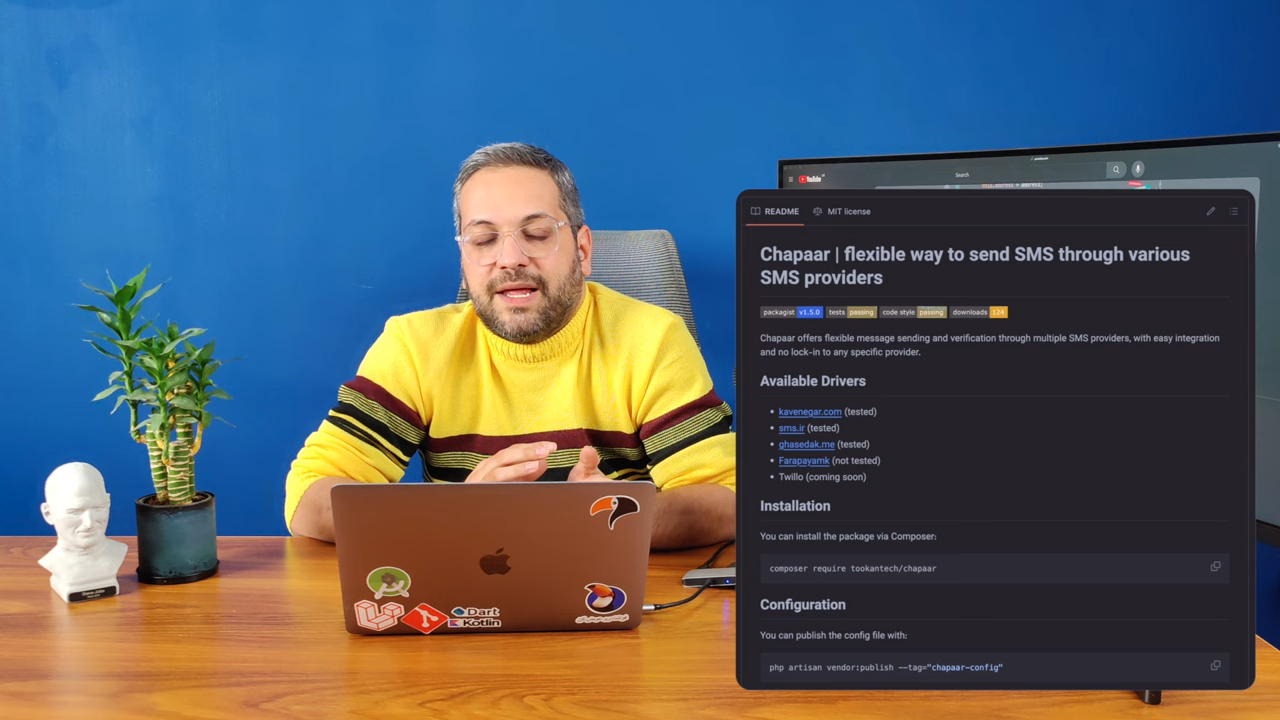 YouTube
Search
README
MIT license
Chapaar | flexible way to send SMS through various
SMS providers
packagist v1.5.0 tests passing code style passing downloads 124
Chapaar offers flexible message sending and verification through multiple SMS providers, with easy integration
and no lock-in to any specific provider.
Available Drivers
• kavenegar.com (tested)
• sms.ir (tested)
• ghasedak.me (tested)
• Farapayamk (not tested)
• Twillo (coming soon)
Installation
You can install the package via Composer:
composer require tookantech/chapaar
Configuration
You can publish the config file with:
php artisan vendor:publish --tag="chapaar-config"
Dart
Kotlin